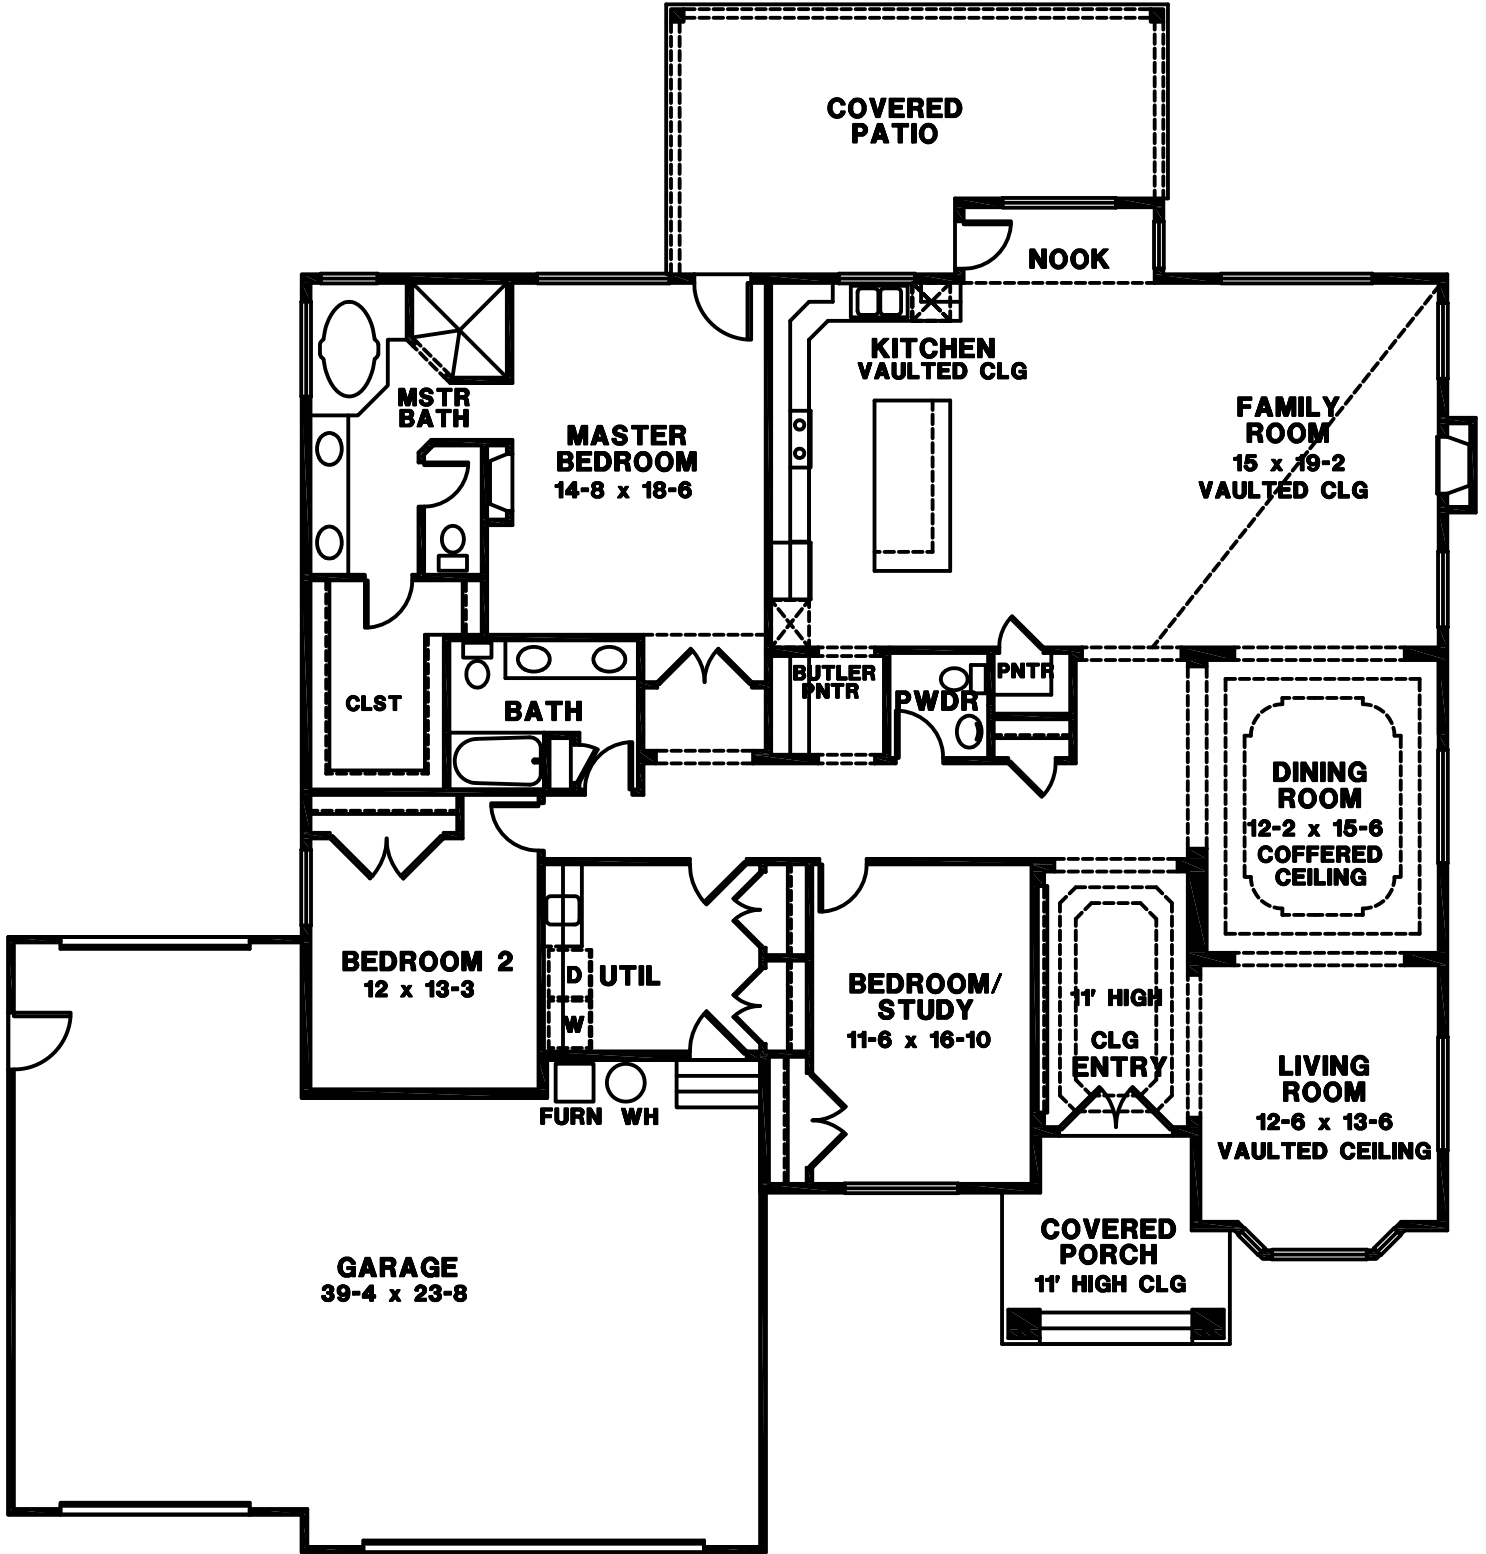 COVERED
PATIO
NOOK
KITCHEN
VAULTED CLG
MSTR
BATH
MASTER
BEDROOM
14-8 x 18-6
FAMILY
ROOM
15 x 19-2
VAULTED CLG
CLST
BATH
BUTLER
PNTR
PWDR
PNTR
DINING
ROOM
12-2 x 15-6
COFFERED
CEILING
BEDROOM 2
12 x 13-3
D
UTIL
W
BEDROOM/
STUDY
11-6 x 16-10
11' HIGH
CLG
ENTRY
LIVING
ROOM
12-6 x 13-6
VAULTED CEILING
FURN WH
COVERED
PORCH
11' HIGH CLG
GARAGE
39-4 x 23-8